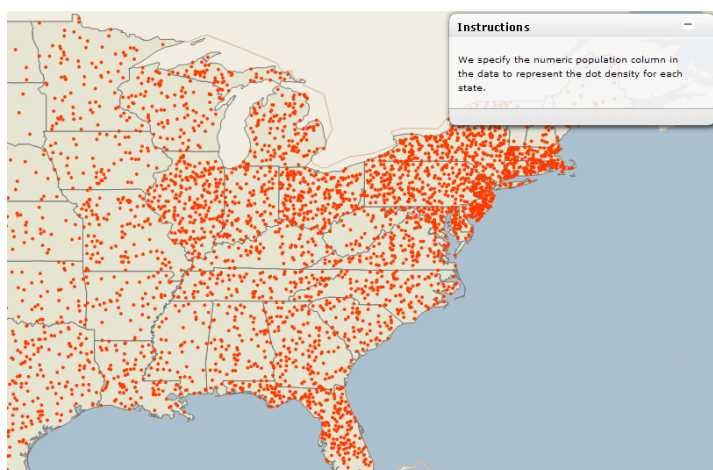 Instructions
We specify the numeric population column in
the data to represent the dot density for each
state.